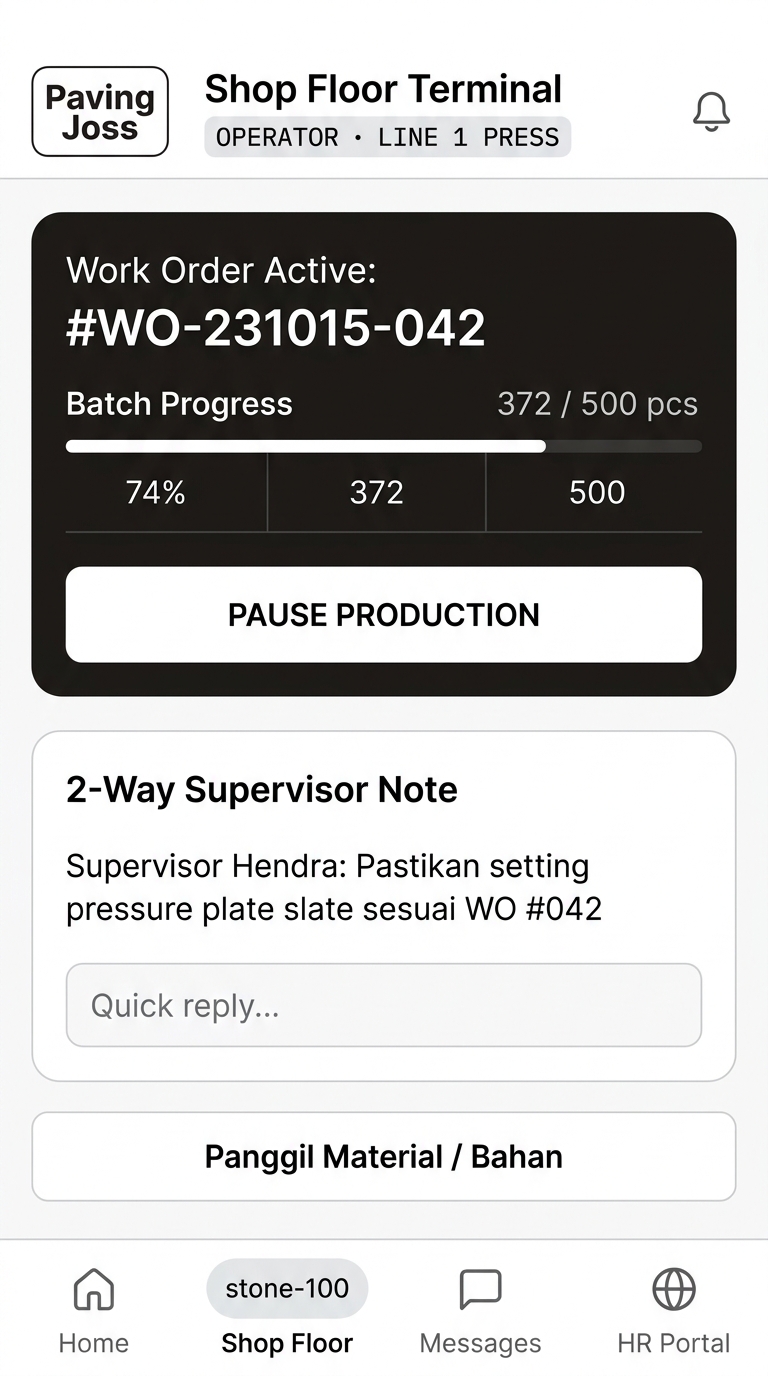 Paving
Joss
Shop Floor Terminal
OPERATOR · LINE 1 PRESS
Work Order Active:
#WO-231015-042
Batch Progress
372 / 500 pcs
74%
372
500
PAUSE PRODUCTION
2-Way Supervisor Note
Supervisor Hendra: Pastikan setting
pressure plate slate sesuai WO #042
Quick reply...
Panggil Material / Bahan
Home
stone-100
Shop Floor
Messages
HR Portal